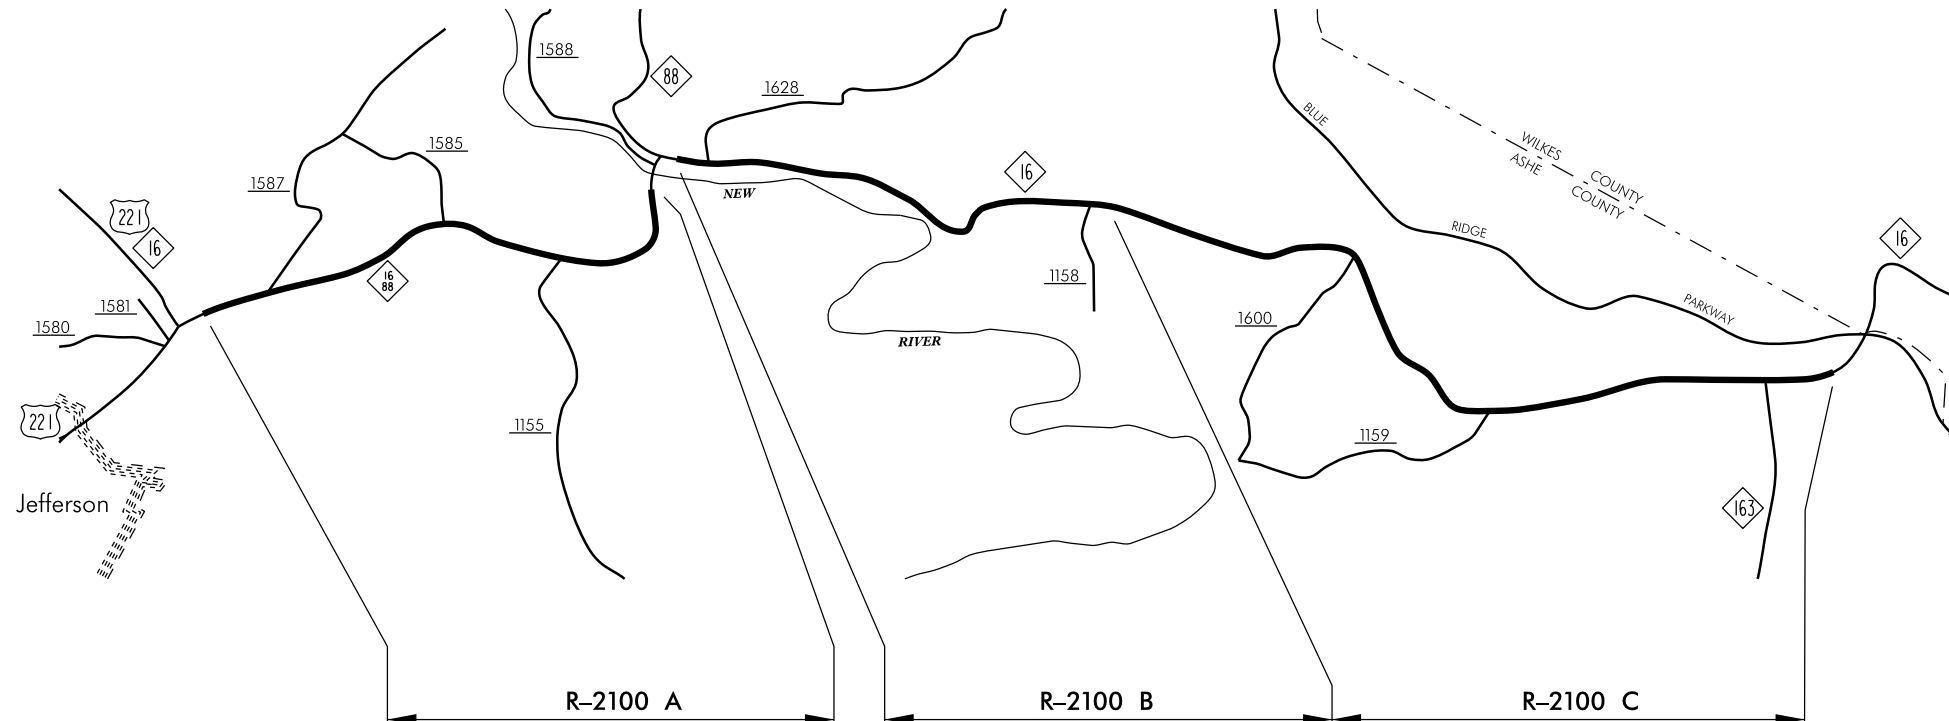 1588
88
1628
BLUE
1585
WILKES
ASHE
1587
16
COUNTY
COUNTY
NEW
221
16
RIDGE
16
16
88
1158
1581
PARKWAY
1580
1600
RIVER
221
1155
1159
Jefferson
163
R–2100 A
R–2100 B
R–2100 C